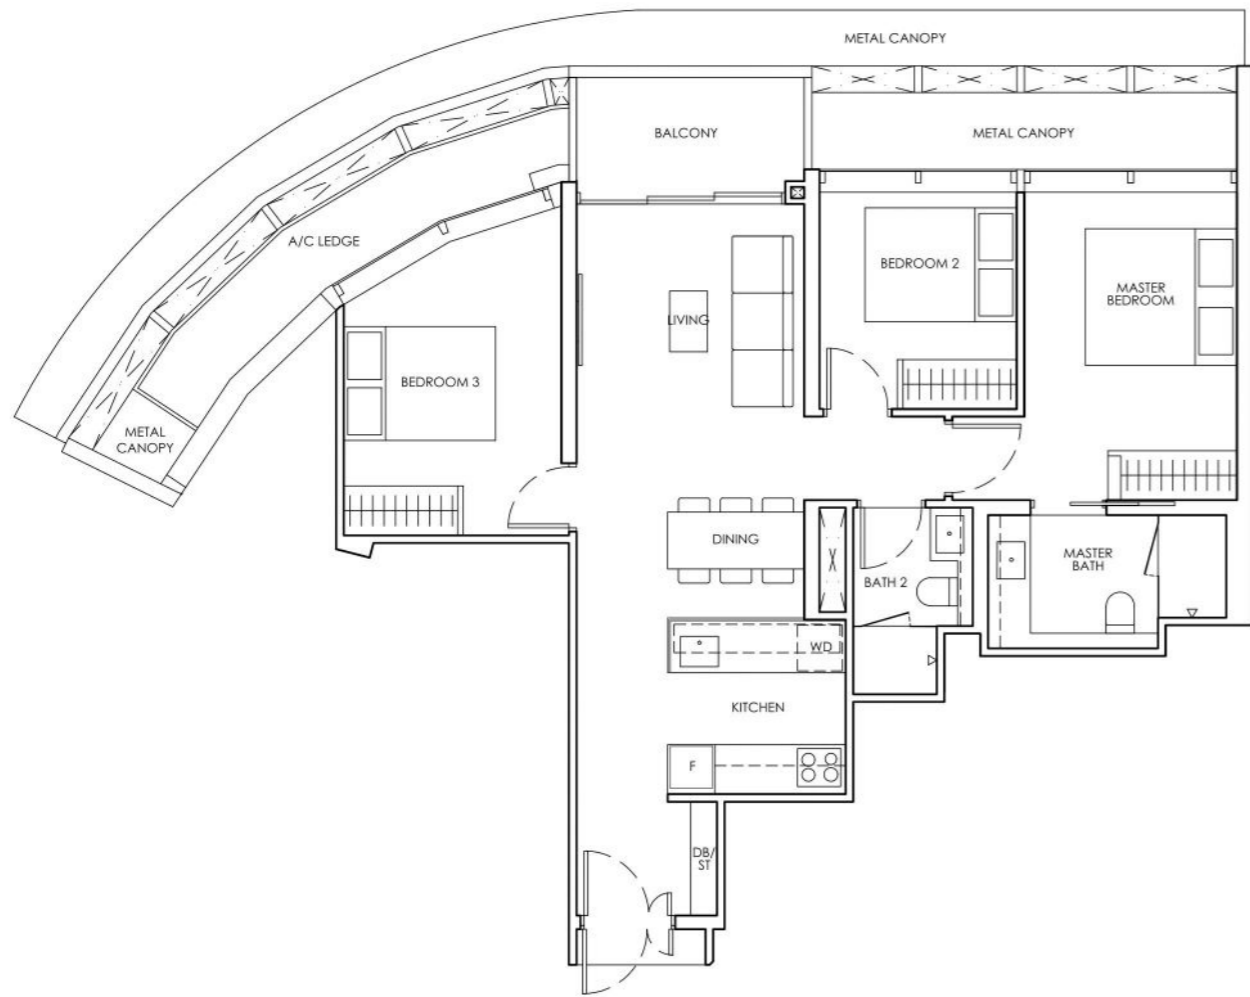 METAL CANOPY
BALCONY
METAL CANOPY
A/C LEDGE
BEDROOM 2
MASTER
BEDROOM
LIVING
BEDROOM 3
METAL
CANOPY
DINING
BATH 2
MASTER
BATH
WD
KITCHEN
F
DB/
ST